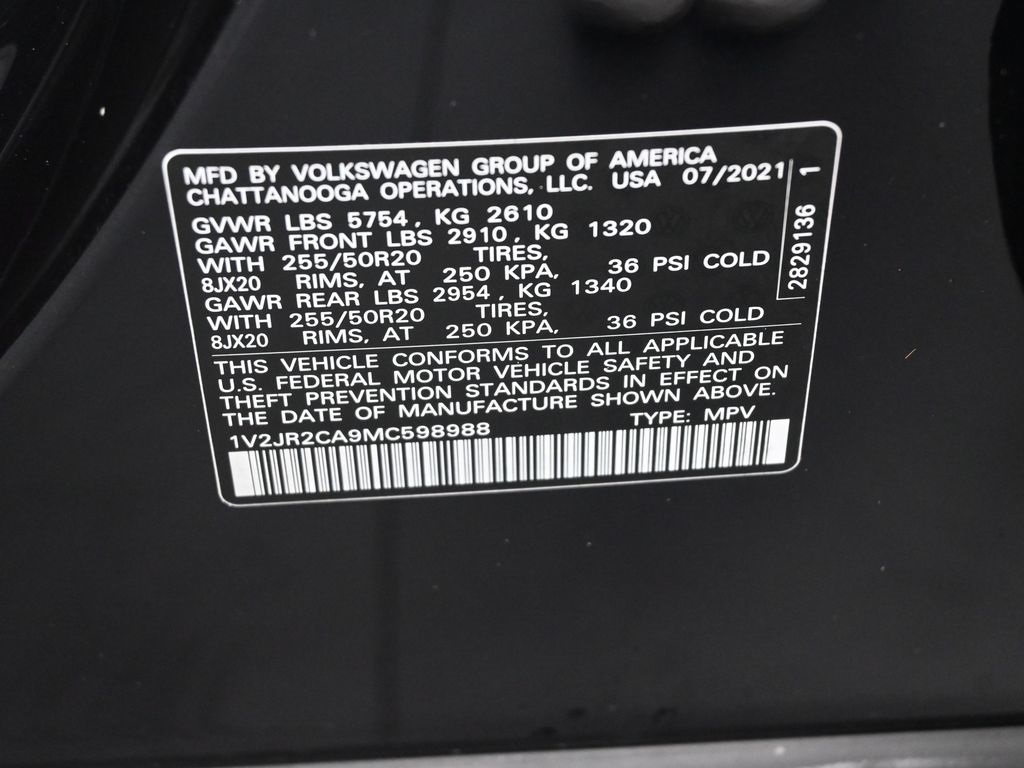 MFD BY VOLKSWAGEN GROUP OF AMERICA
CHATTANOOGA OPERATIONS, LLC. USA 07/2021
GVWR LBS 5754, KG 2610
GAWR FRONT LBS 2910, KG 1320
WITH 255/50R20 TIRES,
8JX20 RIMS, AT 250 KPA, 36 PSI COLD
GAWR REAR LBS 2954, KG 1340
WITH 255/50R20 TIRES,
8JX20 RIMS, AT 250 KPA, 36 PSI COLD
THIS VEHICLE CONFORMS TO ALL APPLICABLE
U.S. FEDERAL MOTOR VEHICLE SAFETY AND
THEFT PREVENTION STANDARDS IN EFFECT ON
THE DATE OF MANUFACTURE SHOWN ABOVE.
1V2JR2CA9MC598988 TYPE: MPV
2829136 1